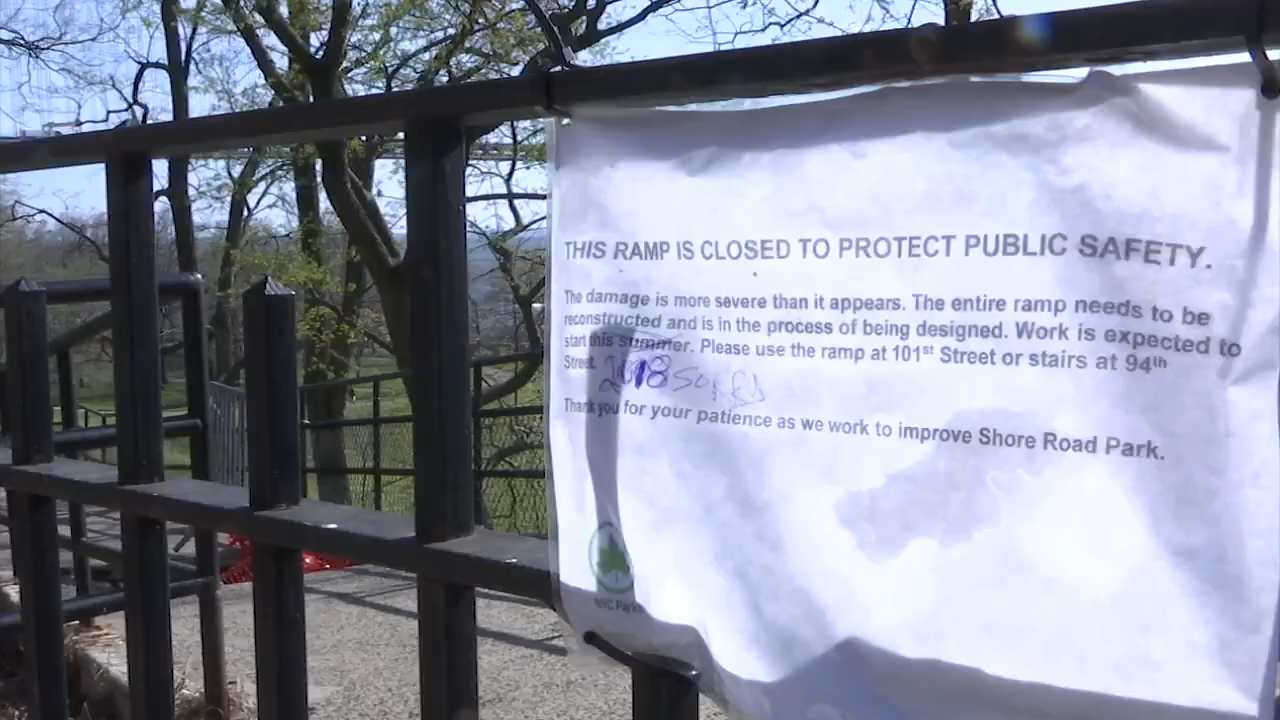 THIS RAMP IS CLOSED TO PROTECT PUBLIC SAFETY.
The damage is more severe than it appears. The entire ramp needs to be
reconstructed and is in the process of being designed. Work is expected to
start this summer. Please use the ramp at 101st Street or stairs at 94th
Street. 2018
Thank you for your patience as we work to improve Shore Road Park.
NYC Parks